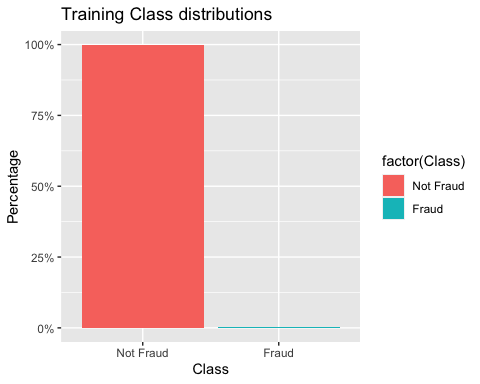 Training Class distributions
100%
75%
50%
25%
0%
Percentage
Not Fraud
Fraud
Class
factor(Class)
Not Fraud
Fraud